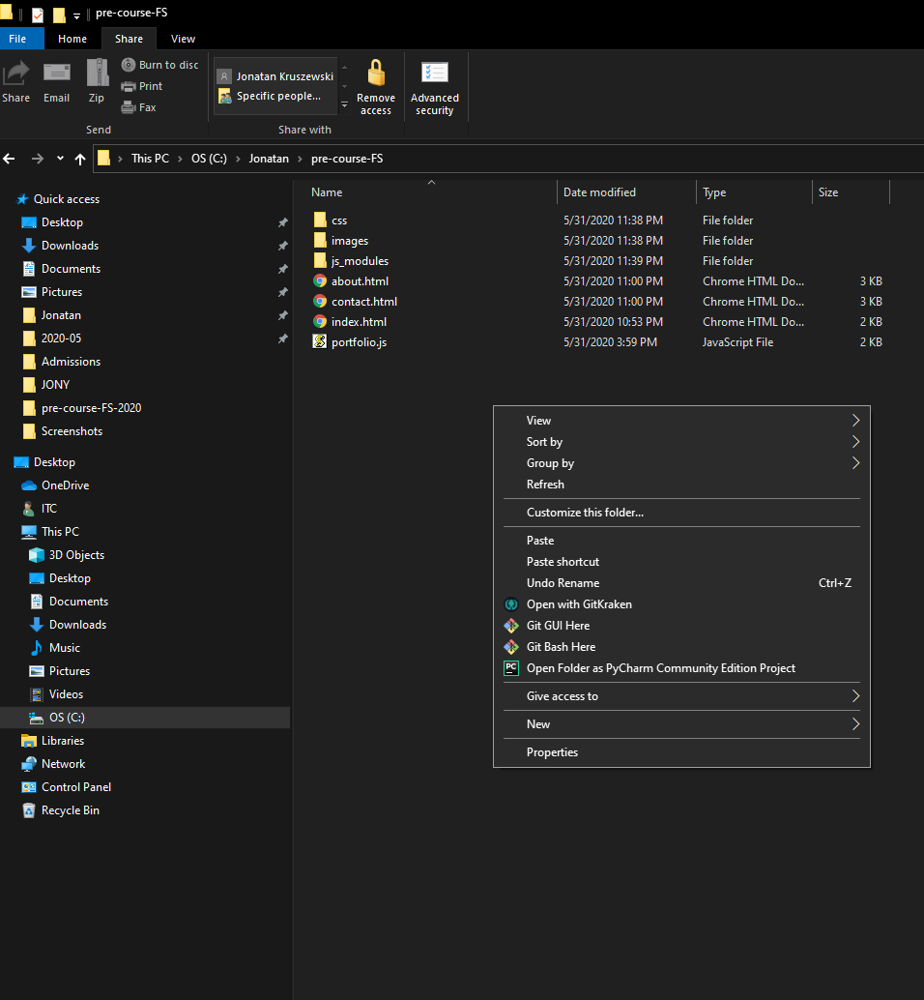 pre-course-FS
File Home Share View
Share
Email
Zip
Burn to disc
Print
Fax
Send
Jonatan Kruszewski
Specific people...
Share with
Remove
access
Advanced
security
This PC OS (C:) Jonatan pre-course-FS
Quick access
Desktop
Downloads
Documents
Pictures
Jonatan
2020-05
Admissions
JONY
pre-course-FS-2020
Screenshots
Desktop
OneDrive
ITC
This PC
3D Objects
Desktop
Documents
Downloads
Music
Pictures
Videos
OS (C:)
Libraries
Network
Control Panel
Recycle Bin
Name Date modified Type Size
css 5/31/2020 11:38 PM File folder
images 5/31/2020 11:38 PM File folder
js_modules 5/31/2020 11:39 PM File folder
about.html 5/31/2020 11:00 PM Chrome HTML Do... 3 KB
contact.html 5/31/2020 11:00 PM Chrome HTML Do... 3 KB
index.html 5/31/2020 10:53 PM Chrome HTML Do... 2 KB
portfolio.js 5/31/2020 3:59 PM JavaScript File 2 KB
View
Sort by
Group by
Refresh
Customize this folder...
Paste
Paste shortcut
Undo Rename Ctrl+Z
Open with GitKraken
Git GUI Here
Git Bash Here
PC Open Folder as PyCharm Community Edition Project
Give access to
New
Properties